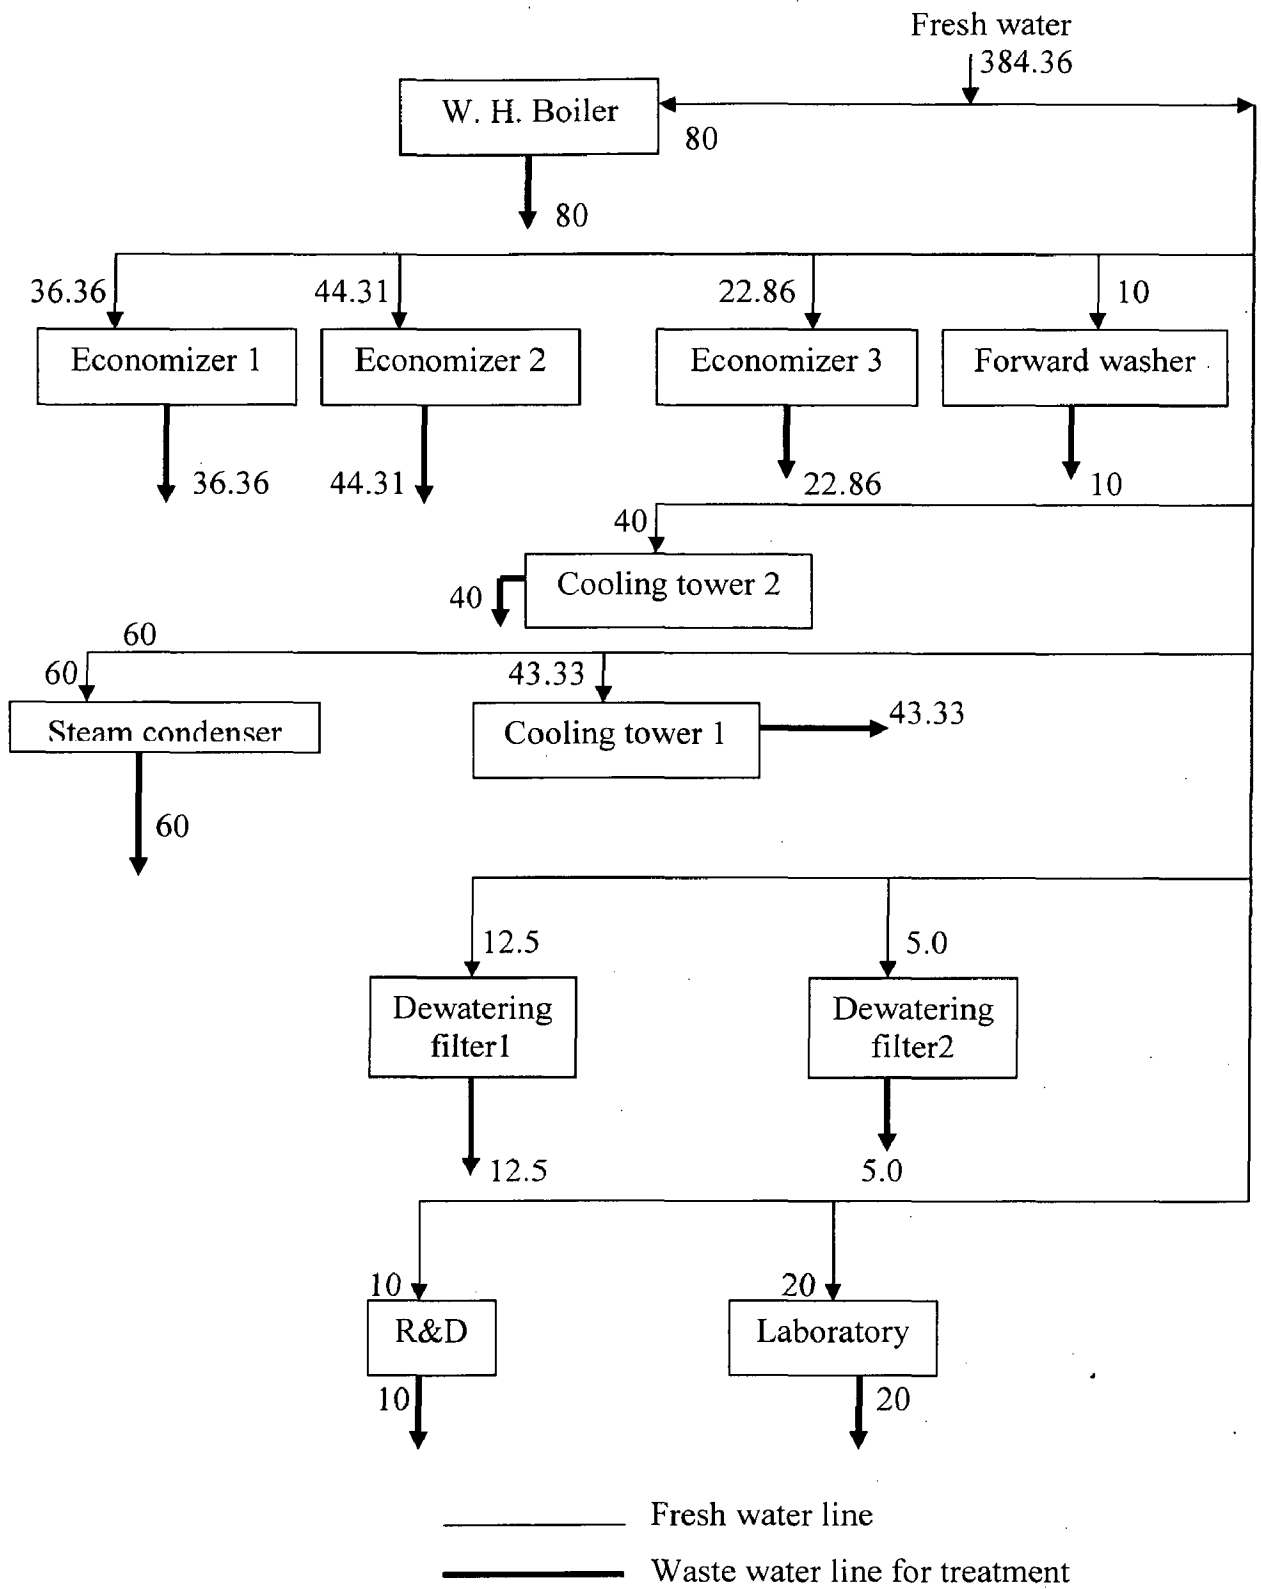 Fresh water
384.36
W. H. Boiler
80
80
36.36
44.31
22.86
10
Economizer 1
Economizer 2
Economizer 3
Forward washer
36.36
44.31
22.86
10
40
Cooling tower 2
40
60
60
43.33
Steam condenser
Cooling tower 1
43.33
60
12.5
5.0
Dewatering
filter1
Dewatering
filter2
12.5
5.0
10
20
R&D
Laboratory
10
20
Fresh water line
Waste water line for treatment